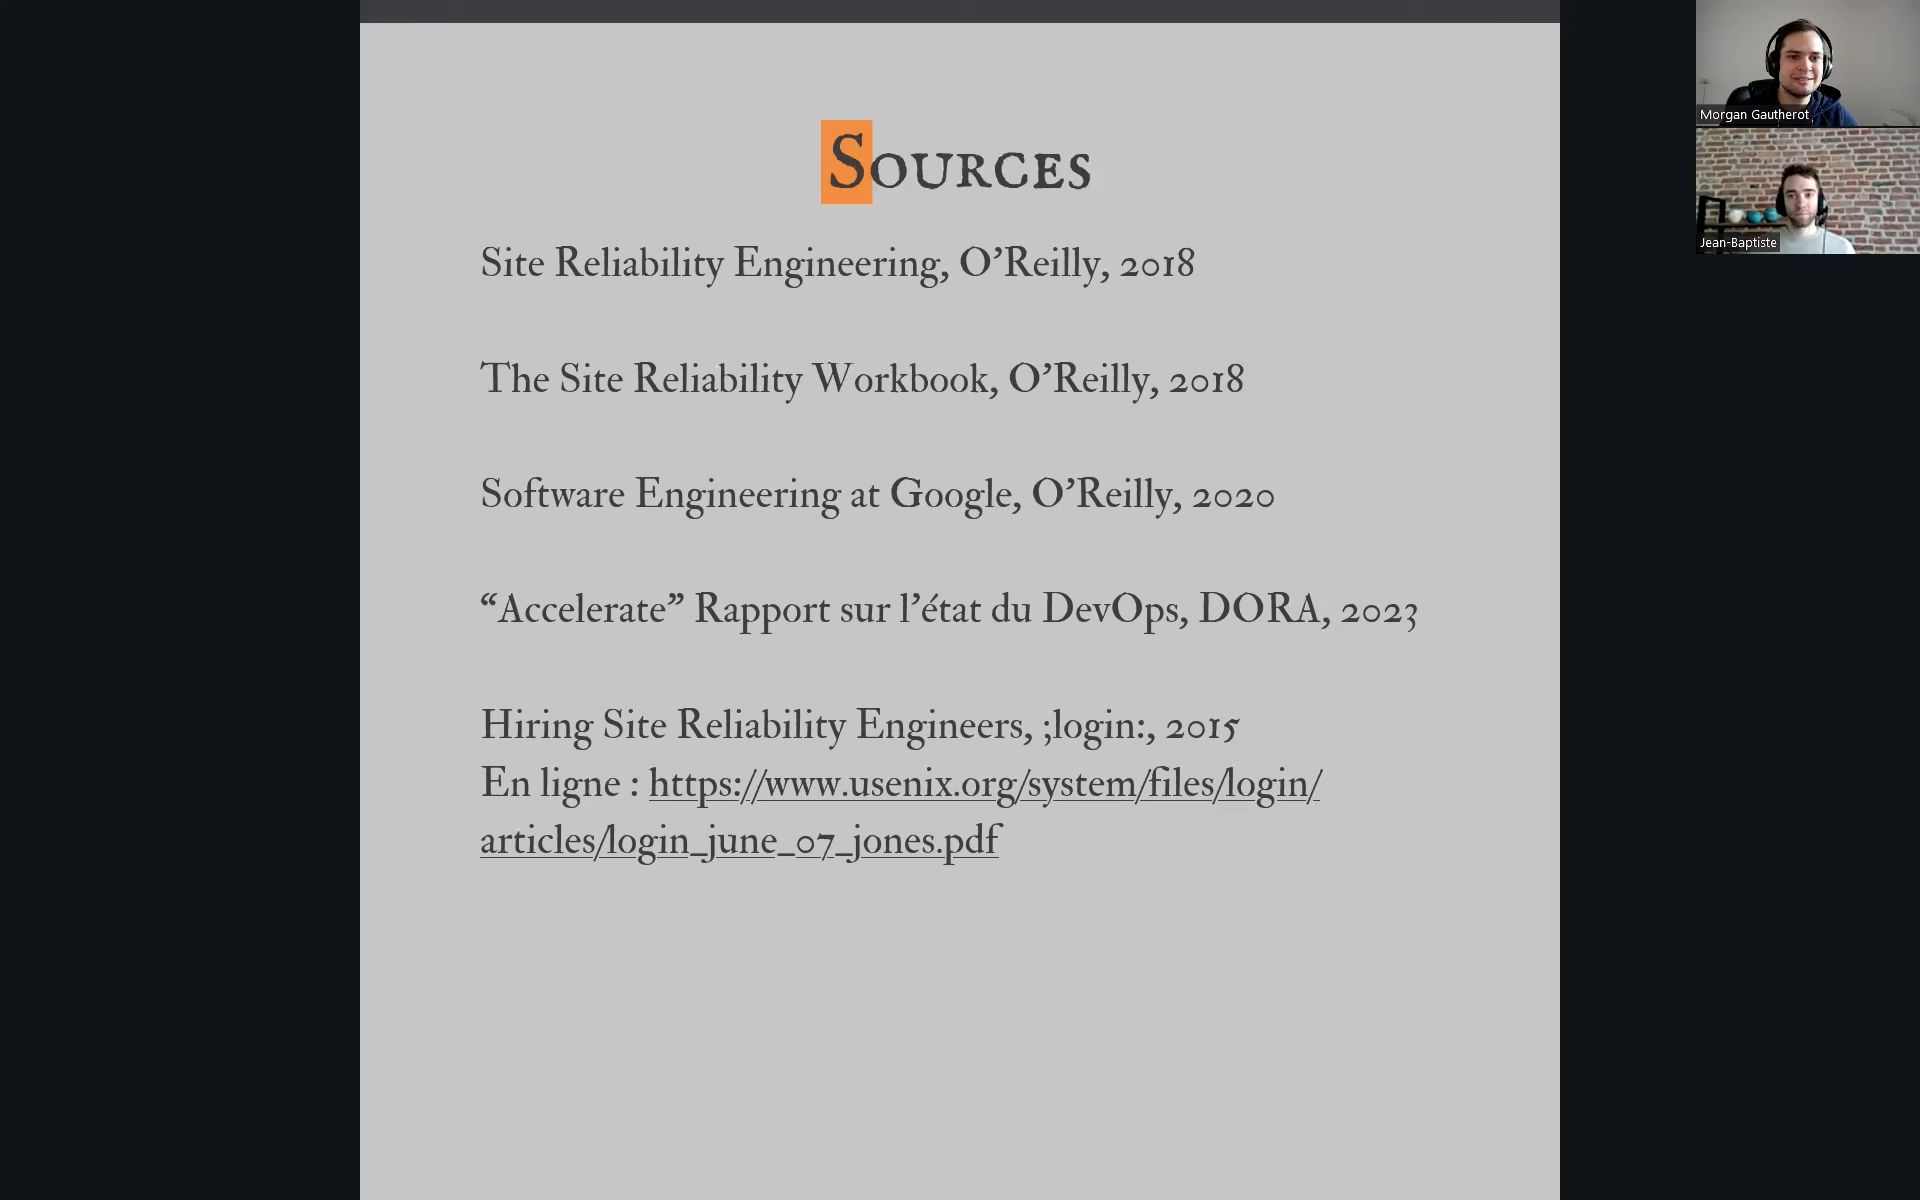 Sources
Site Reliability Engineering, O’Reilly, 2018
The Site Reliability Workbook, O’Reilly, 2018
Software Engineering at Google, O’Reilly, 2020
“Accelerate” Rapport sur l’état du DevOps, DORA, 2023
Hiring Site Reliability Engineers, ;login:, 2015
En ligne : https://www.usenix.org/system/files/login/
articles/login_june_07_jones.pdf
Morgan Gautherot
Jean-Baptiste